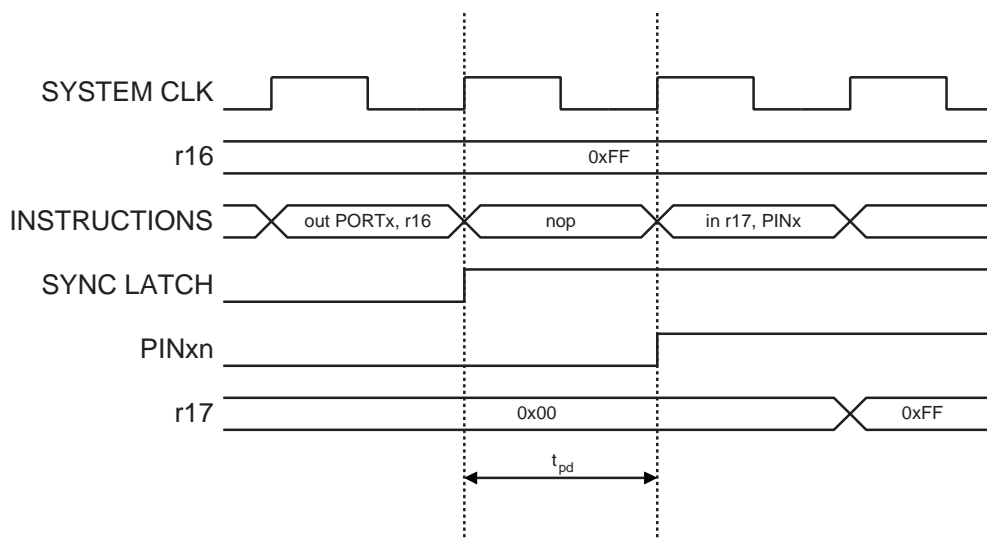 SYSTEM CLK
r16
0xFF
INSTRUCTIONS
out PORTx, r16
nop
in r17, PINx
SYNC LATCH
PINxn
r17
0x00
0xFF
tpd